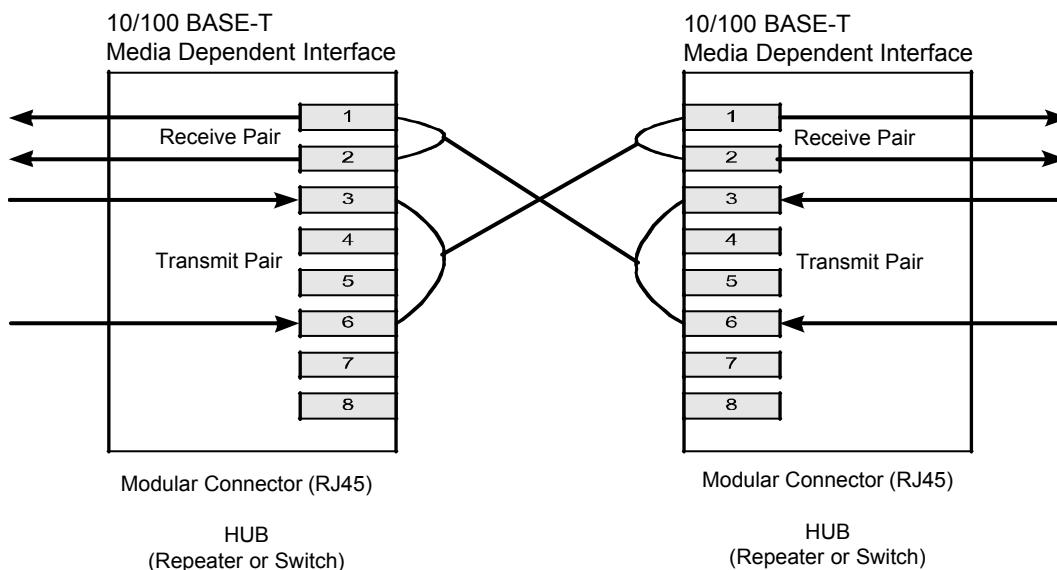 10/100 BASE-T
Media Dependent Interface
1
Receive Pair
2
3
4
Transmit Pair
5
6
7
8
Modular Connector (RJ45)
HUB
(Repeater or Switch)
10/100 BASE-T
Media Dependent Interface
1
Receive Pair
2
3
4
Transmit Pair
5
6
7
8
Modular Connector (RJ45)
HUB
(Repeater or Switch)